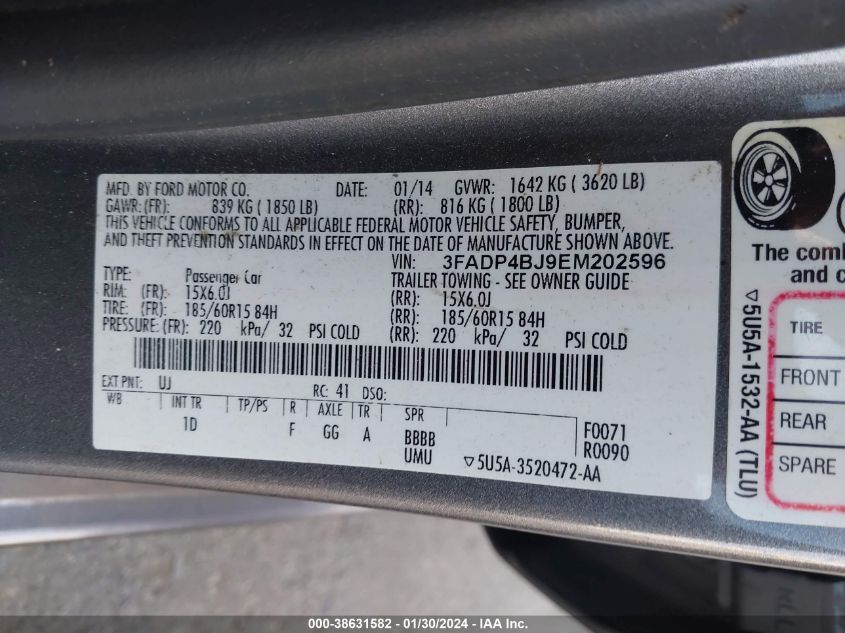 MFD. BY FORD MOTOR CO. DATE: 01/14 GVWR: 1642 KG ( 3620 LB)
GAWR: (FR): 839 KG ( 1850 LB) (RR): 816 KG ( 1800 LB)
THIS VEHICLE CONFORMS TO ALL APPLICABLE FEDERAL MOTOR VEHICLE SAFETY, BUMPER,
AND THEFT PREVENTION STANDARDS IN EFFECT ON THE DATE OF MANUFACTURE SHOWN ABOVE.
VIN: 3FADP4BJ9EM202596
TYPE: Passenger Car TRAILER TOWING - SEE OWNER GUIDE
RIM: (FR): 15X6.0J (RR): 15X6.0J
TIRE: (FR): 185/60R15 84H (RR): 185/60R15 84H
PRESSURE: (FR): 220 kPa/ 32 PSI COLD (RR): 220 kPa/ 32 PSI COLD
EXT PNT: UJ RC: 41 DSO:
WB INT TR TP/PS R AXLE TR SPR
1D F GG A BBBB F0071
UMU R0090
▽5U5A-3520472-AA
The comb
and c
▽5U5A-1532-AA (TLU)
TIRE
FRONT
REAR
SPARE
000-38631582 - 01/30/2024 - IAA Inc.